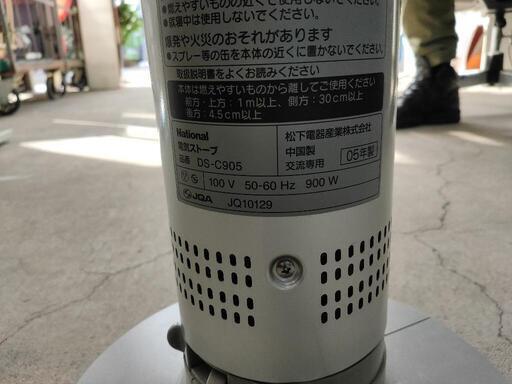 ●燃えやすいものの近くで使用しないでください。
●就寝中は使用しないでください。
爆発や火災のおそれがあります
●スプレー等の缶を本体の近くに置かないでください。
取扱説明書をよくお読みください
本体は燃えやすいものから離してご使用ください
前方・上方：1m以上、側方：30cm以上
後方：4.5cm以上
National
電気ストーブ
品番 DS-C905
松下電器産業株式会社
中国製
交流専用
05年製
100 V 50-60 Hz 900 W
JQA JQ10129